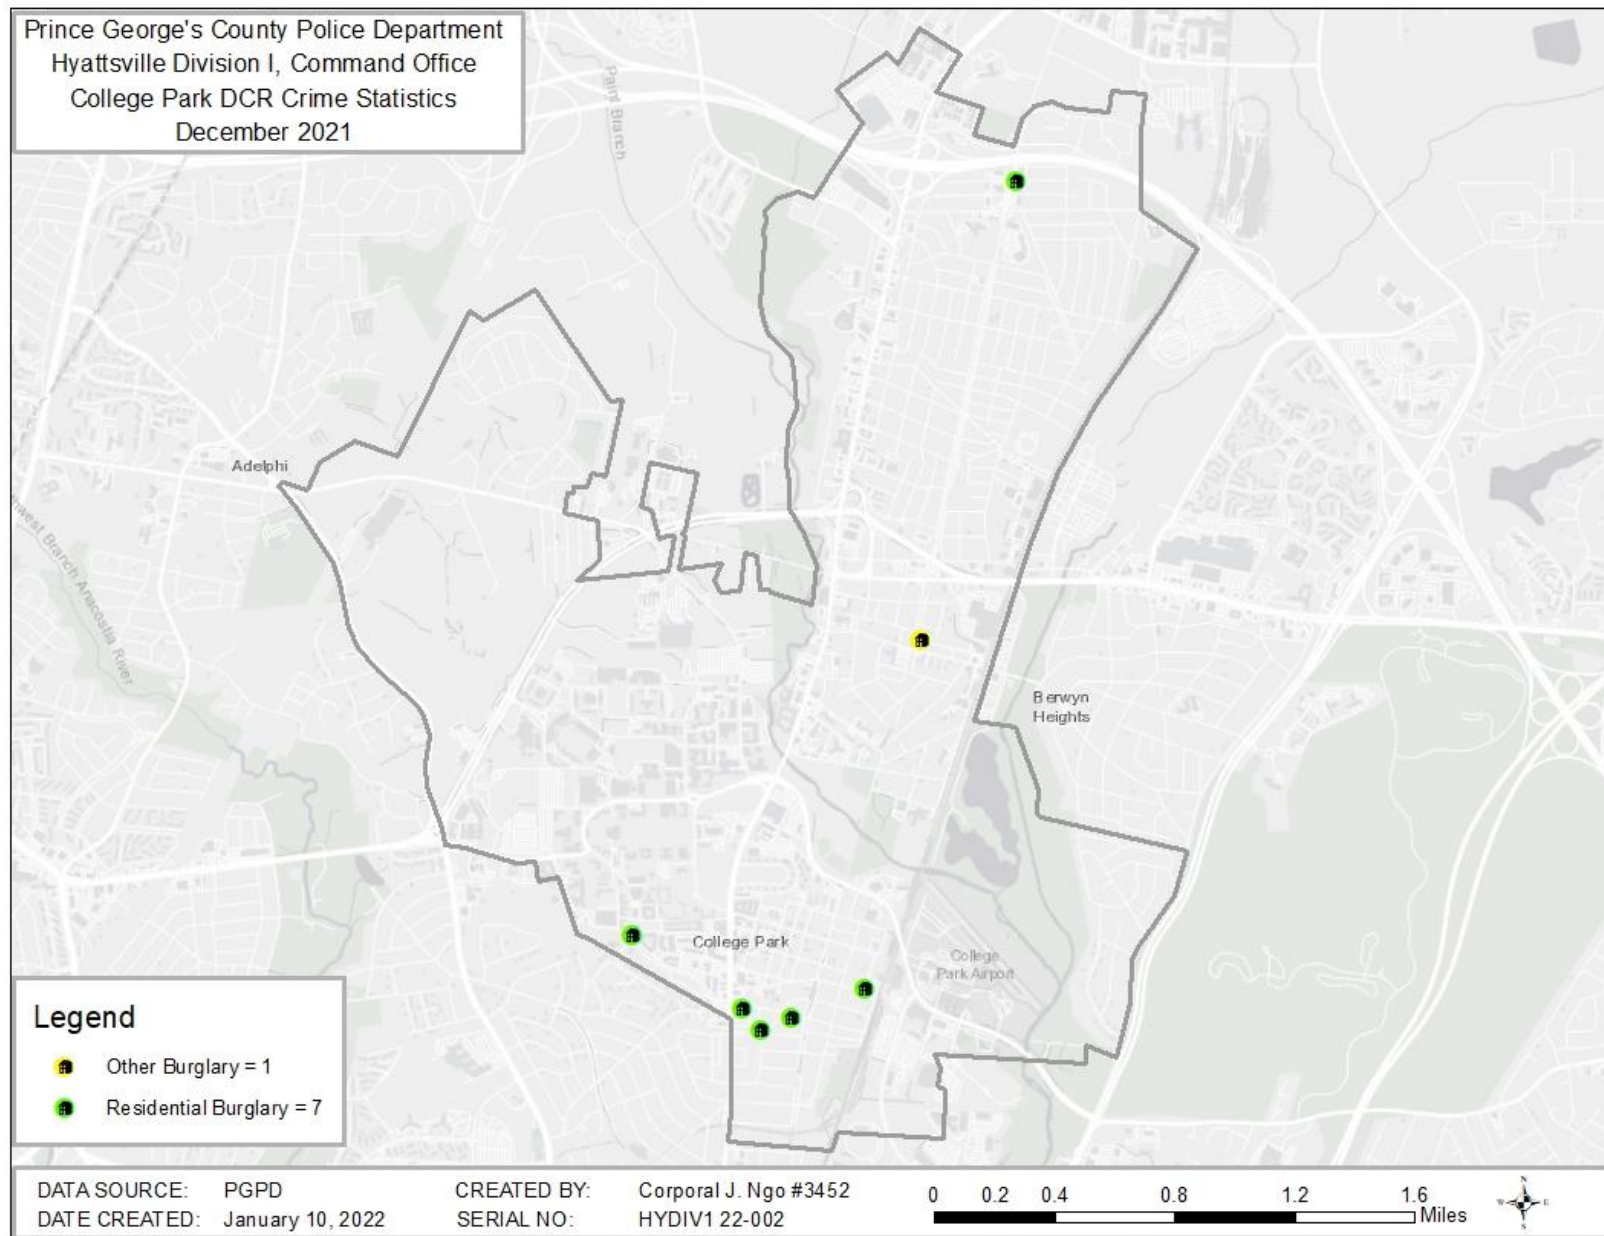 Prince George's County Police Department
Hyattsville Division I, Command Office
College Park DCR Crime Statistics
December 2021
Paint Branch
Adelphi
Branch Anacostia River
Berwyn
Heights
College Park
College
Park Airport
Legend
Other Burglary = 1
Residential Burglary = 7
DATA SOURCE: PGPD
DATE CREATED: January 10, 2022
CREATED BY: Corporal J. Ngo #3452
SERIAL NO: HYDIV1 22-002
0 0.2 0.4 0.8 1.2 1.6
Miles
N
W E
S